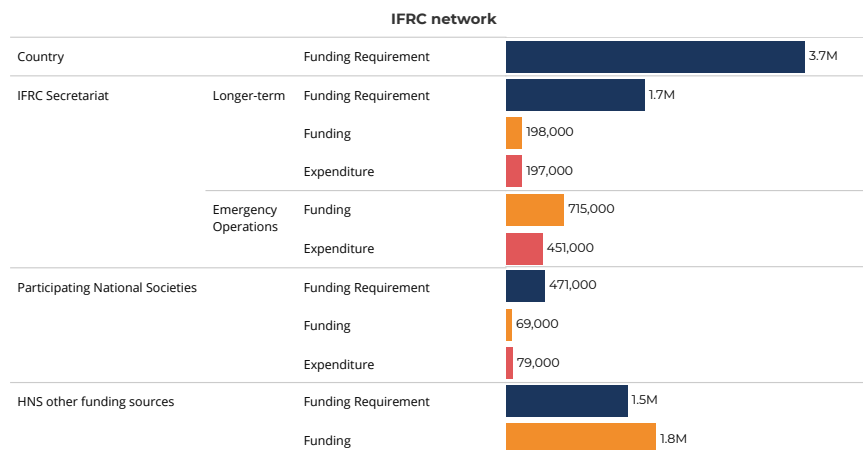 IFRC network
Country Funding Requirement 3.7M
IFRC Secretariat Longer-term Funding Requirement 1.7M
Funding 198,000
Expenditure 197,000
Emergency Operations Funding 715,000
Expenditure 451,000
Participating National Societies Funding Requirement 471,000
Funding 69,000
Expenditure 79,000
HNS other funding sources Funding Requirement 1.5M
Funding 1.8M